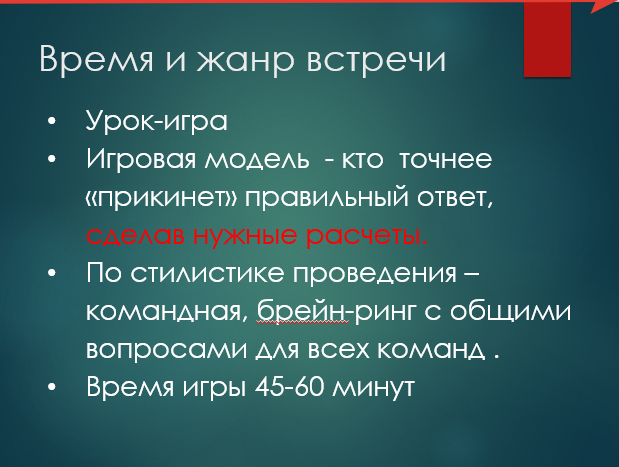 Время и жанр встречи
• Урок-игра
• Игровая модель - кто точнее
«прикинет» правильный ответ,
сделав нужные расчеты.
• По стилистике проведения –
командная, брейн-ринг с общими
вопросами для всех команд .
• Время игры 45-60 минут